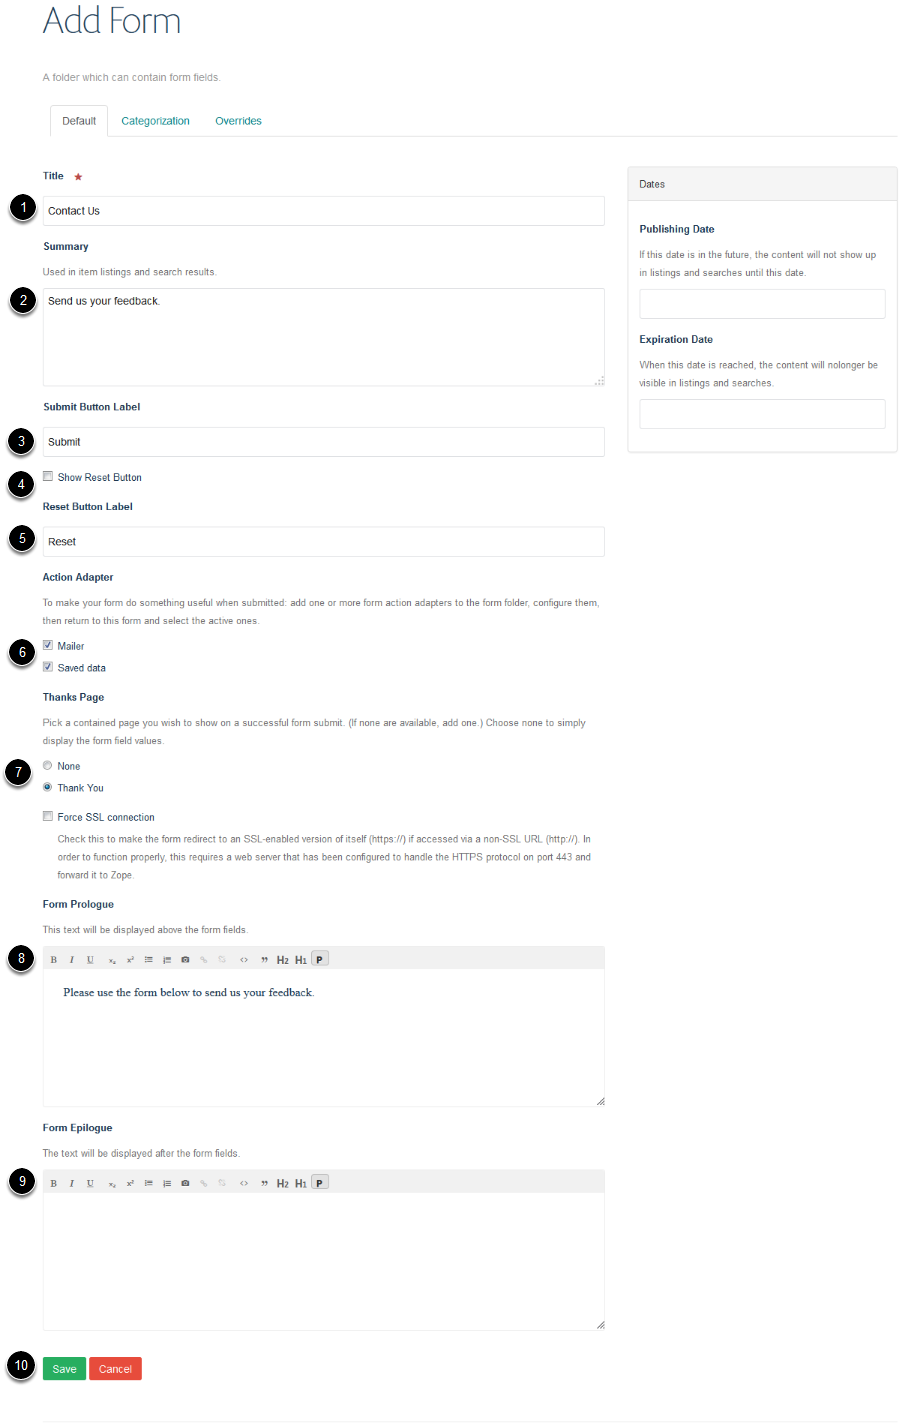 Add Form
A folder which can contain form fields.
Default Categorization Overrides
Title ★
1 Contact Us
Summary
Used in item listings and search results.
2 Send us your feedback.
Submit Button Label
3 Submit
4 Show Reset Button
Reset Button Label
5 Reset
Action Adapter
To make your form do something useful when submitted: add one or more form action adapters to the form folder, configure them,
then return to this form and select the active ones.
6 Mailer
Saved data
Thanks Page
Pick a contained page you wish to show on a successful form submit. (If none are available, add one.) Choose none to simply
display the form field values.
7 None
Thank You
Force SSL connection
Check this to make the form redirect to an SSL-enabled version of itself (https://) if accessed via a non-SSL URL (http://). In
order to function properly, this requires a web server that has been configured to handle the HTTPS protocol on port 443 and
forward it to Zope.
Form Prologue
This text will be displayed above the form fields.
8 B I U x₂ x² <> ” H2 H1 P
Please use the form below to send us your feedback.
Form Epilogue
The text will be displayed after the form fields.
9 B I U x₂ x² <> ” H2 H1 P
10 Save Cancel
Dates
Publishing Date
If this date is in the future, the content will not show up
in listings and searches until this date.
Expiration Date
When this date is reached, the content will nolonger be
visible in listings and searches.